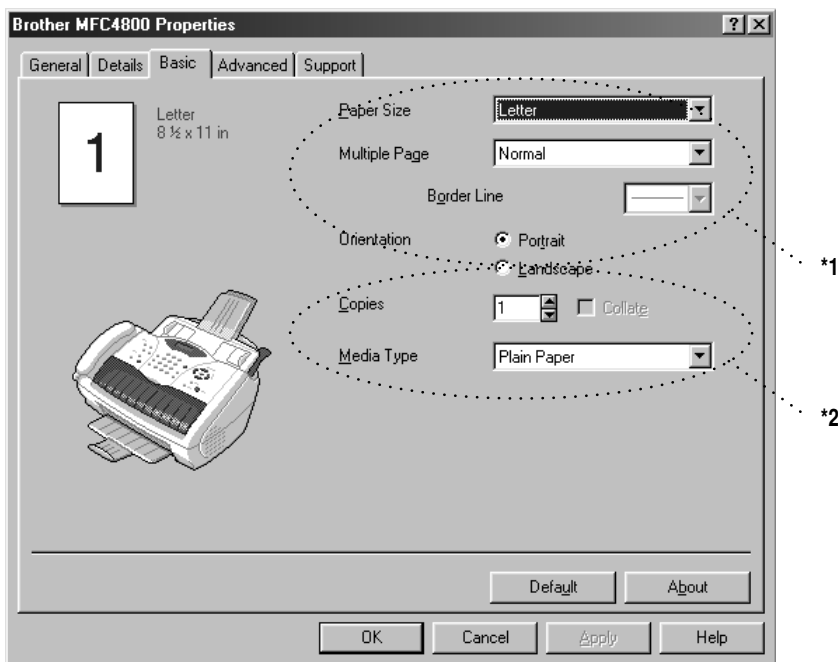 Brother MFC4800 Properties
General Details Basic Advanced Support
1
Letter
8 ½ x 11 in
Paper Size Letter
Multiple Page Normal
Border Line
Orientation Portrait
Landscape
*1
Copies 1 Collate
Media Type Plain Paper
*2
Default About
OK Cancel Apply Help